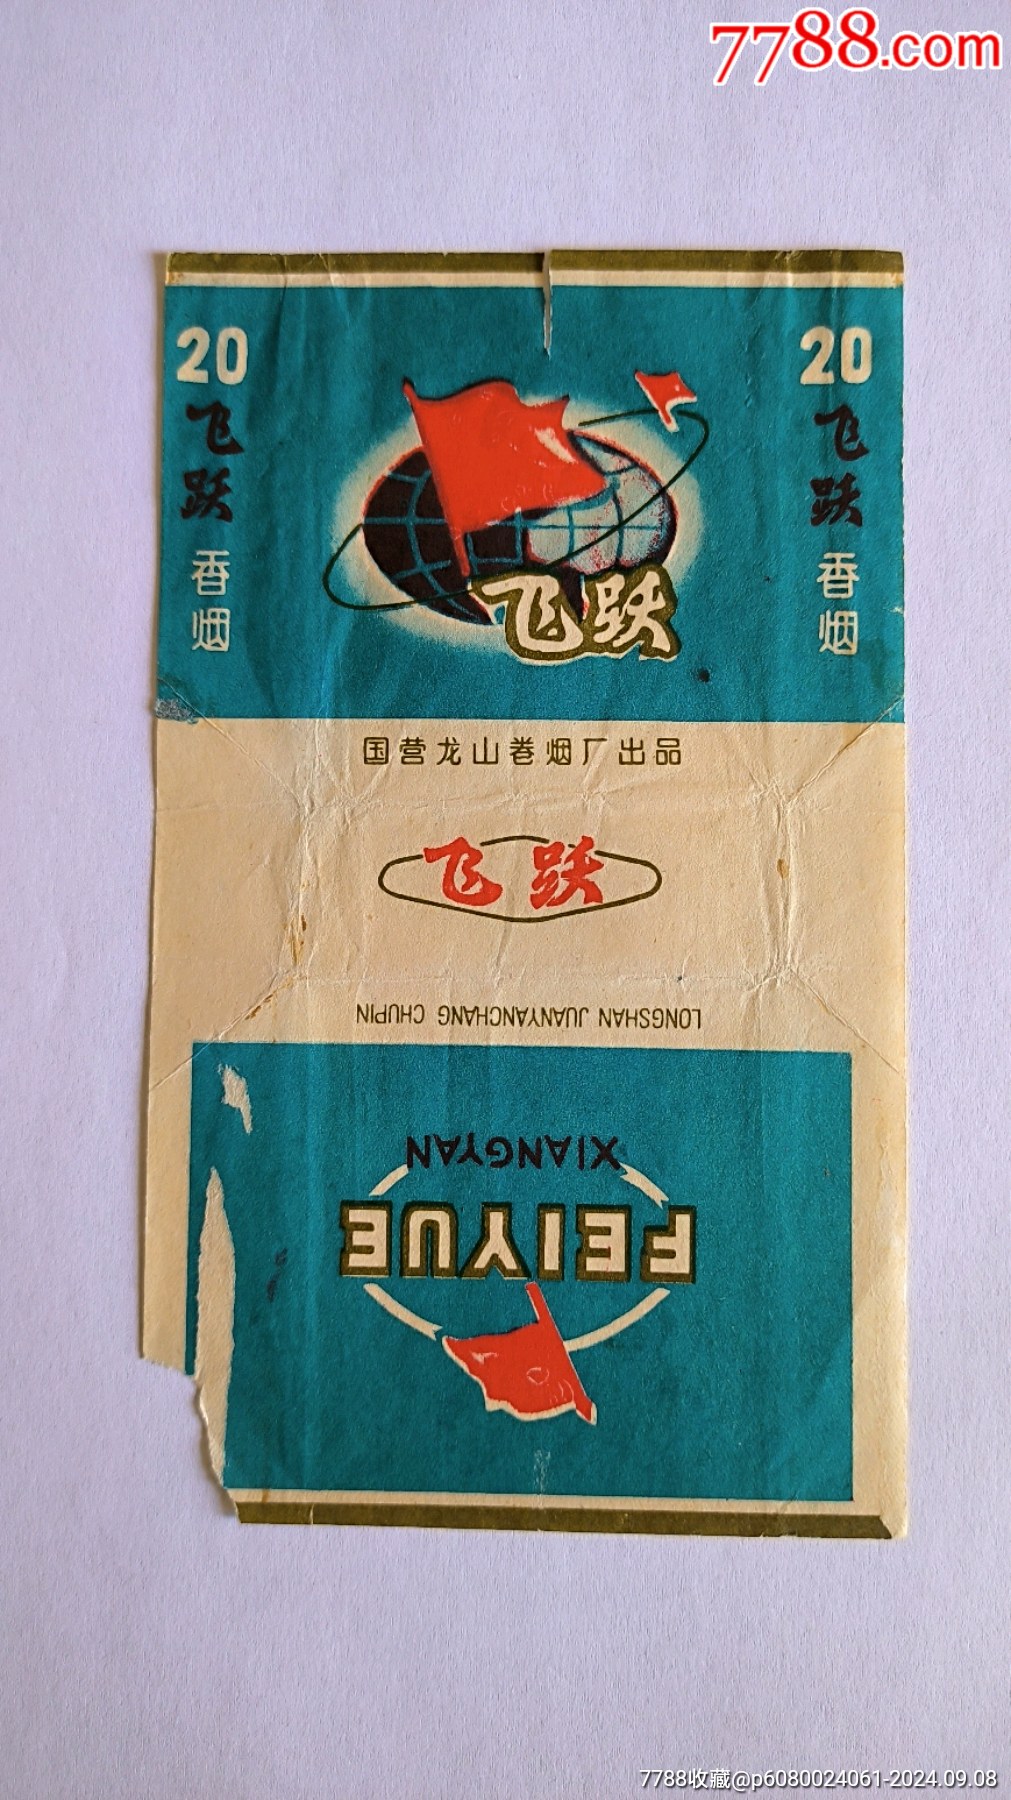 7788.com
20
飞跃
香烟
20
飞跃
香烟
飞跃
国营龙山卷烟厂出品
飞跃
LONGSHAN JUANYANCHANG CHUPIN
XIANGYAN
FEIYUE
7788收藏@p6080024061-2024.09.08